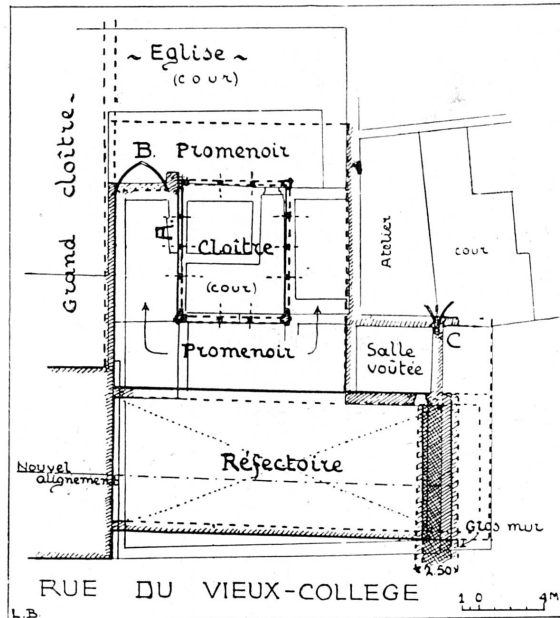 ~ Eglise ~
(cour)
GRAND CLOÎTRE
B.
Promenoir
A
Cloître
(cour)
Atelier
cour
C
Promenoir
Salle
voûtée
Réfectoire
Nouvel
alignement
Gros mur
2.50
RUE DU VIEUX-COLLEGE
1 0 4M
L.B.